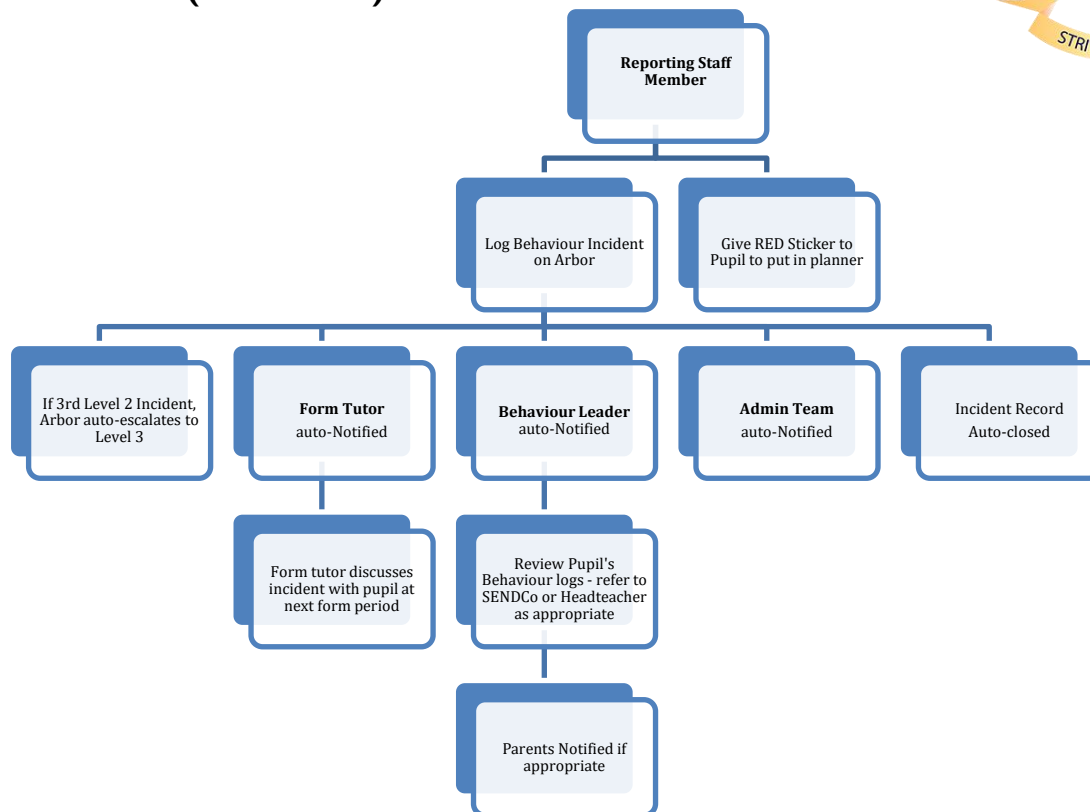 Reporting Staff
Member
Log Behaviour Incident
on Arbor
Give RED Sticker to
Pupil to put in planner
If 3rd Level 2 Incident,
Arbor auto-escalates to
Level 3
Form Tutor
auto-Notified
Behaviour Leader
auto-Notified
Admin Team
auto-Notified
Incident Record
Auto-closed
Form tutor discusses
incident with pupil at
next form period
Review Pupil's
Behaviour logs - refer to
SENDCo or Headteacher
as appropriate
Parents Notified if
appropriate